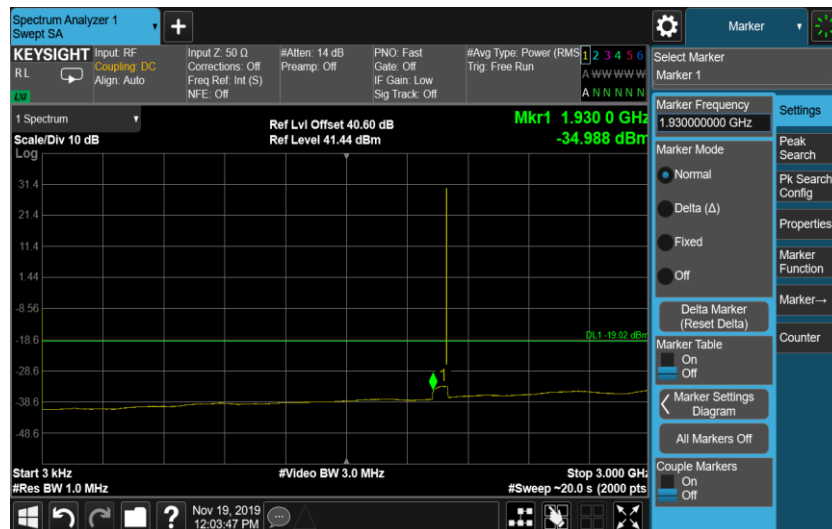 Spectrum Analyzer 1
Swept SA
+
Marker
KEYSIGHT
RL
LXI
Input: RF
Coupling: DC
Align: Auto
Input Z: 50 Ω
Corrections: Off
Freq Ref: Int (S)
NFE: Off
#Atten: 14 dB
Preamp: Off
PNO: Fast
Gate: Off
IF Gain: Low
Sig Track: Off
#Avg Type: Power (RMS
Trig: Free Run
1 2 3 4 5 6
A W W W W W
A N N N N N
Select Marker
Marker 1
1 Spectrum
Scale/Div 10 dB
Log
Ref Lvl Offset 40.60 dB
Ref Level 41.44 dBm
Mkr1 1.930 0 GHz
-34.988 dBm
31.4
21.4
11.4
1.44
-8.56
-18.6
-28.6
-38.6
-48.6
DL1 -19.02 dBm
1
Start 3 kHz
#Res BW 1.0 MHz
#Video BW 3.0 MHz
Stop 3.000 GHz
#Sweep ~20.0 s (2000 pts
Marker Frequency
1.930000000 GHz
Marker Mode
Normal
Delta (Δ)
Fixed
Off
Delta Marker
(Reset Delta)
Marker Table
On
Off
Marker Settings
Diagram
All Markers Off
Couple Markers
On
Off
Settings
Peak
Search
Pk Search
Config
Properties
Marker
Function
Marker→
Counter
?
Nov 19, 2019
12:03:47 PM